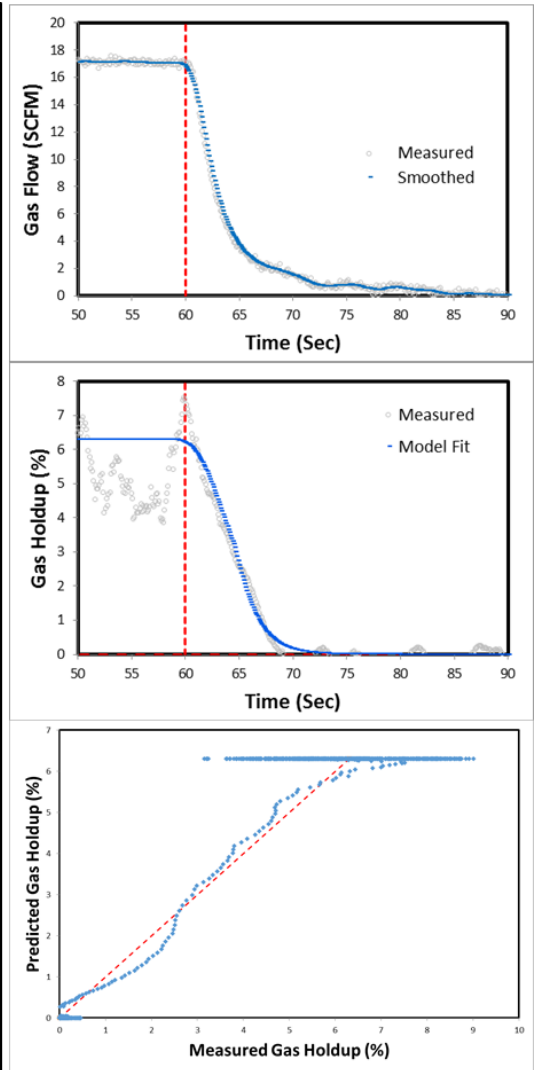 20
18
16
14
12
10
8
6
4
2
0
Gas Flow (SCFM)
Measured
Smoothed
50 55 60 65 70 75 80 85 90
Time (Sec)
8
7
6
5
4
3
2
1
0
Gas Holdup (%)
Measured
Model Fit
50 55 60 65 70 75 80 85 90
Time (Sec)
7
6
5
4
3
2
1
0
Predicted Gas Holdup (%)
0 1 2 3 4 5 6 7 8 9 10
Measured Gas Holdup (%)